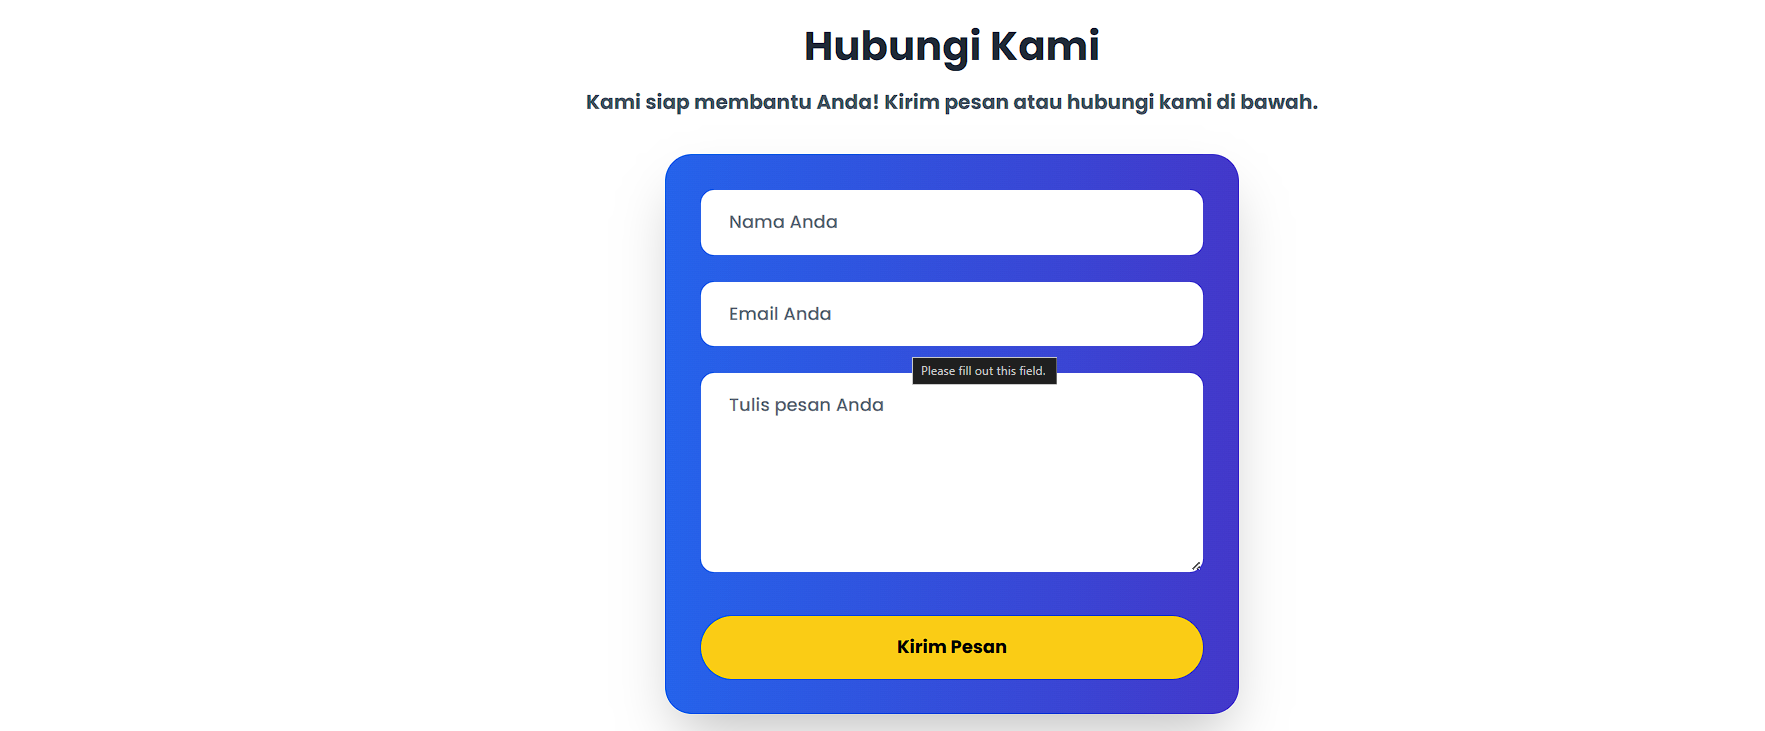 Hubungi Kami
Kami siap membantu Anda! Kirim pesan atau hubungi kami di bawah.
Nama Anda
Email Anda
Please fill out this field.
Tulis pesan Anda
Kirim Pesan